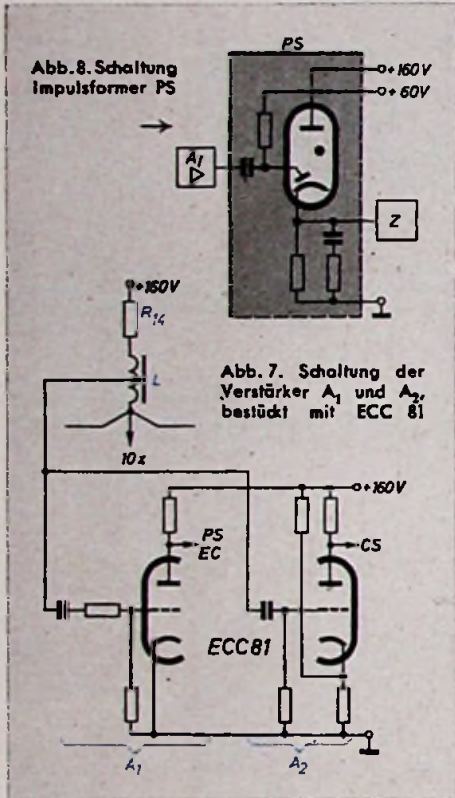 PS
Abb. 8. Schaltung
Impulsformer PS
+160V
+60V
A1
Z
+160V
R14
L
10x
Abb. 7. Schaltung der
Verstärker A1 und A2,
bestückt mit ECC 81
+160V
PS
EC
CS
ECC81
A1
A2